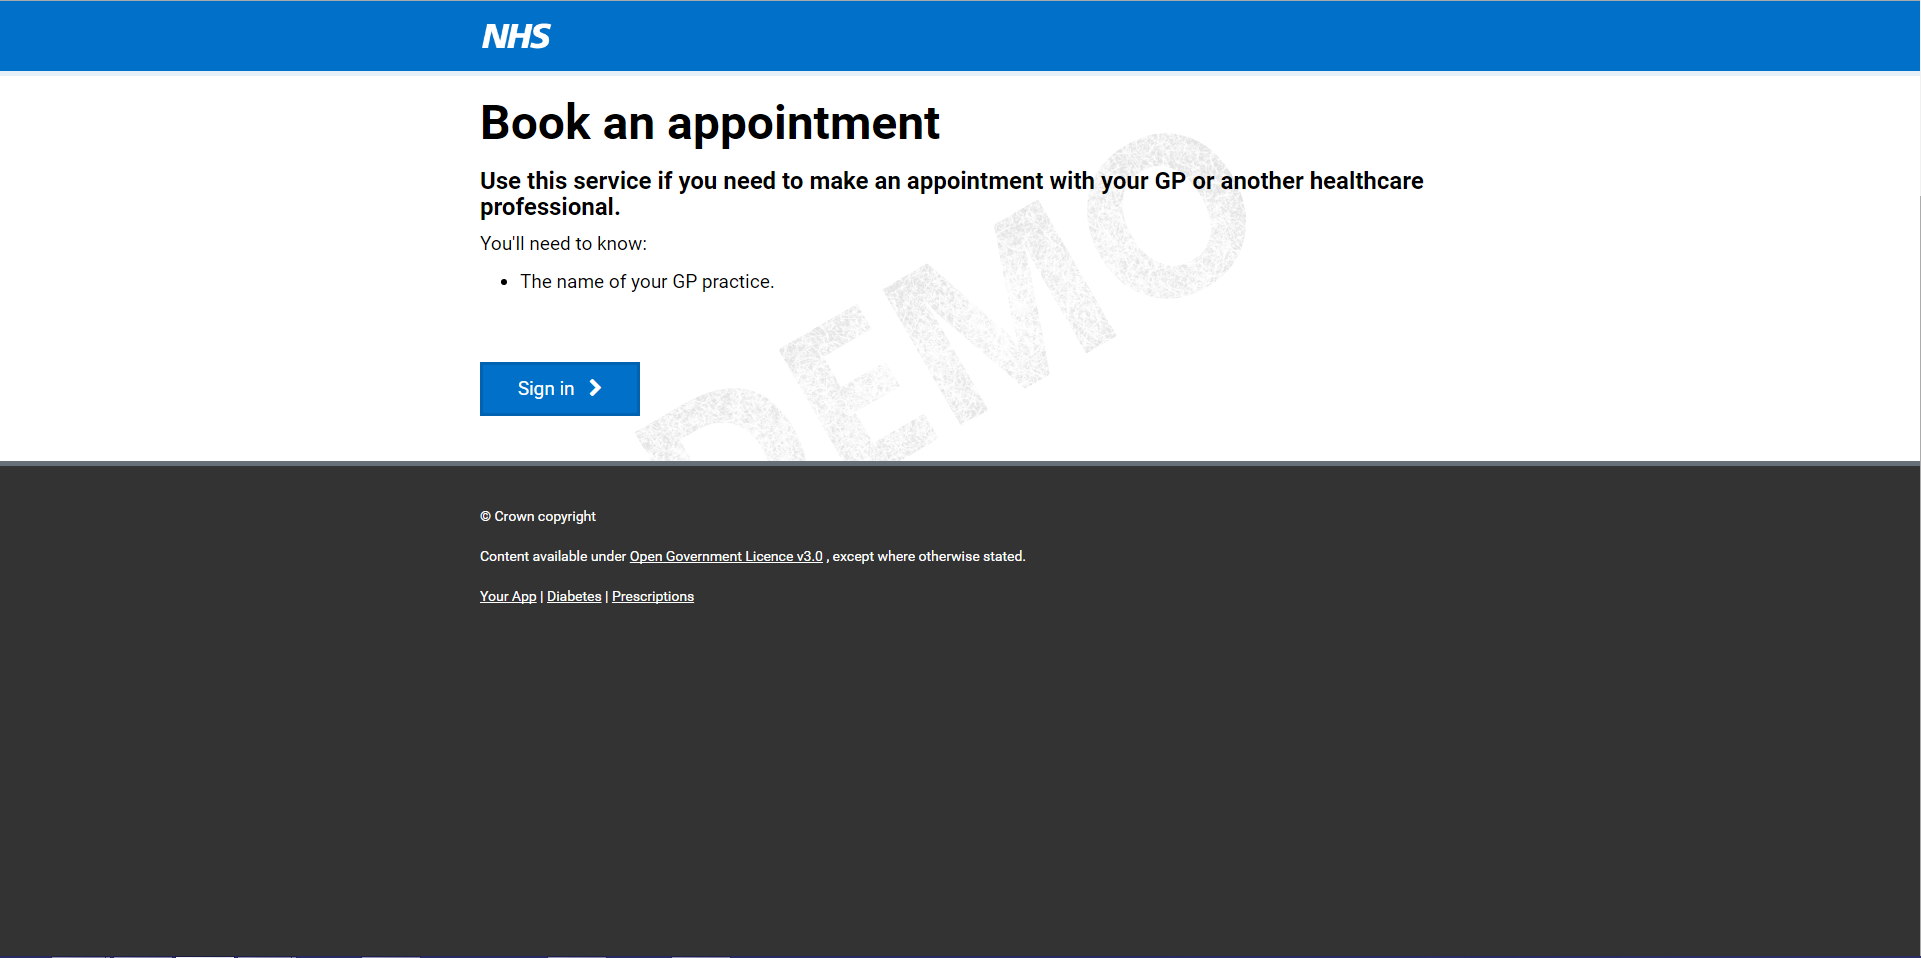 NHS
Book an appointment
Use this service if you need to make an appointment with your GP or another healthcare
professional.
You'll need to know:
• The name of your GP practice.
Sign in
DEMO
© Crown copyright
Content available under Open Government Licence v3.0 , except where otherwise stated.
Your App | Diabetes | Prescriptions